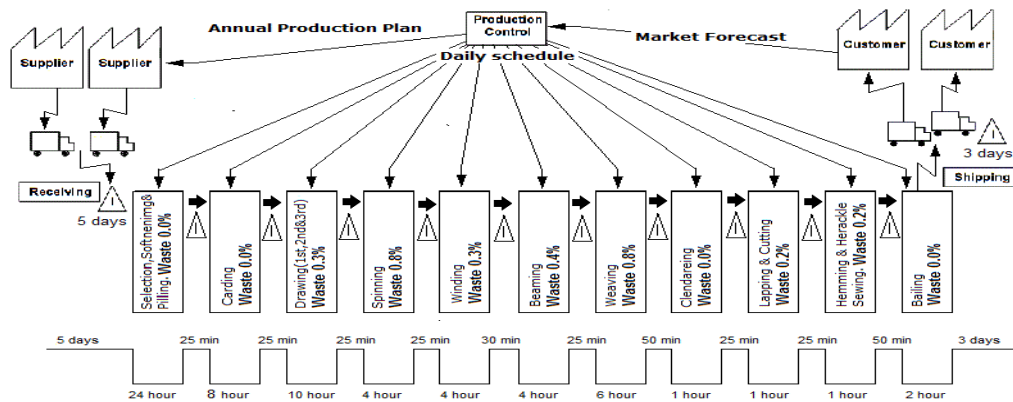 Annual Production Plan
Production
Control
Market Forecast
Supplier
Supplier
Customer
Customer
Daily schedule
Receiving
I
5 days
I
3 days
Shipping
Selection,Softnenimg&
Pilling. Waste 0.0%
I
Carding
Waste 0.0%
I
Drawing(1st,2nd&3rd)
Waste 0.3%
I
Spinning
Waste 0.8%
I
Winding
Waste 0.3%
I
Beaming
Waste 0.4%
I
Weaving
Waste 0.8%
I
Clendareing
Waste 0.0%
I
Lapping & Cutting
Waste 0.2%
I
Hemming & Herackle
Sewing. Waste 0.2%
I
Bailing
Waste 0.0%
5 days
25 min
25 min
25 min
25 min
30 min
25 min
50 min
25 min
25 min
50 min
3 days
24 hour
8 hour
10 hour
4 hour
4 hour
4 hour
6 hour
1 hour
1 hour
1 hour
2 hour